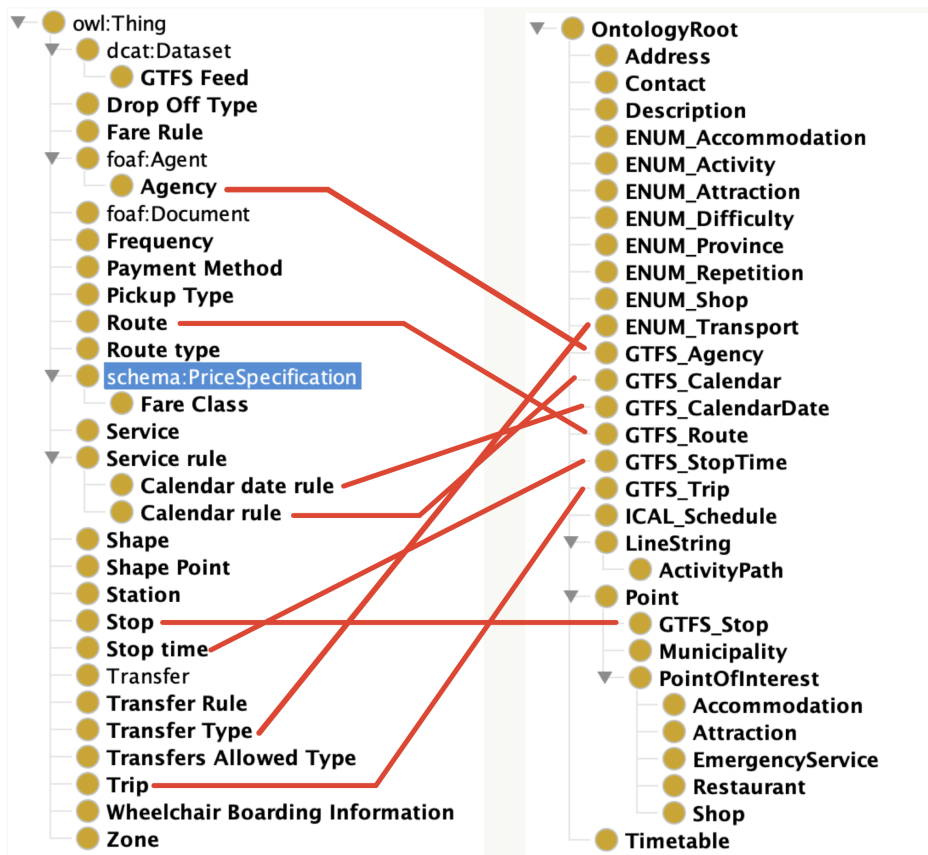 owl:Thing
dcat:Dataset
GTFS Feed
Drop Off Type
Fare Rule
foaf:Agent
Agency
foaf:Document
Frequency
Payment Method
Pickup Type
Route
Route type
schema:PriceSpecification
Fare Class
Service
Service rule
Calendar date rule
Calendar rule
Shape
Shape Point
Station
Stop
Stop time
Transfer
Transfer Rule
Transfer Type
Transfers Allowed Type
Trip
Wheelchair Boarding Information
Zone
OntologyRoot
Address
Contact
Description
ENUM_Accommodation
ENUM_Activity
ENUM_Attraction
ENUM_Difficulty
ENUM_Province
ENUM_Repetition
ENUM_Shop
ENUM_Transport
GTFS_Agency
GTFS_Calendar
GTFS_CalendarDate
GTFS_Route
GTFS_StopTime
GTFS_Trip
ICAL_Schedule
LineString
ActivityPath
Point
GTFS_Stop
Municipality
PointOfInterest
Accommodation
Attraction
EmergencyService
Restaurant
Shop
Timetable